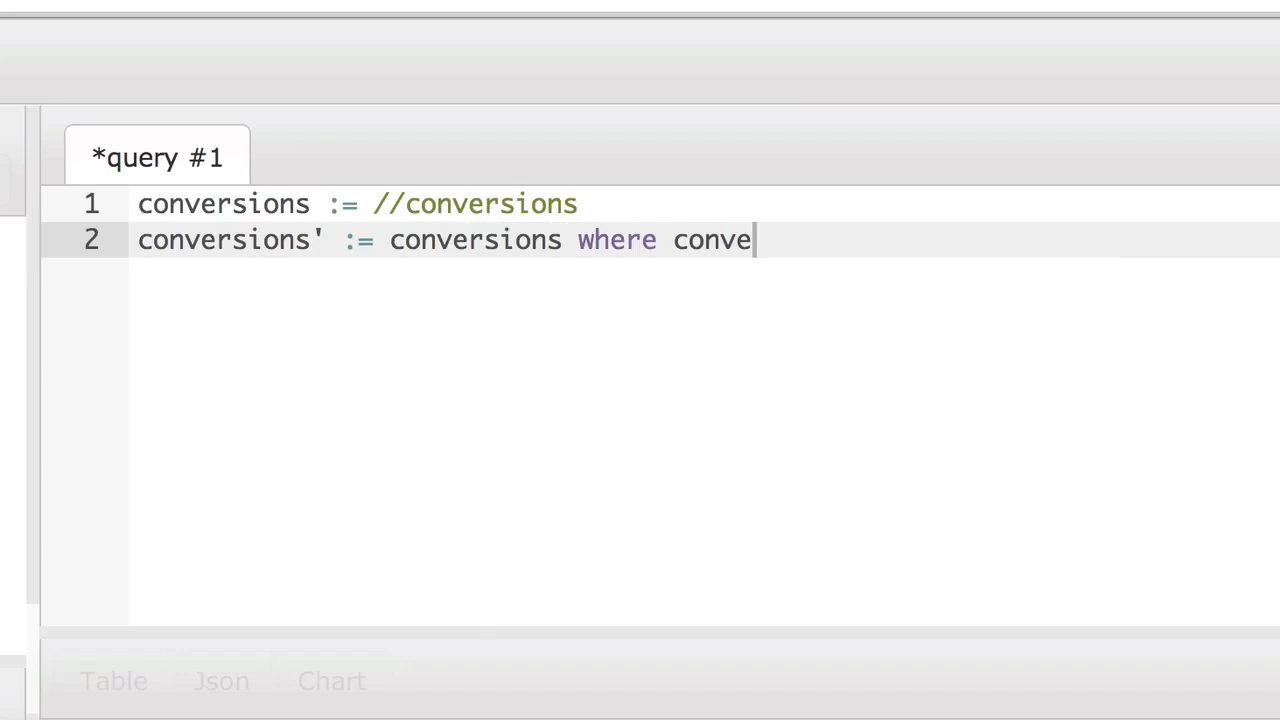 *query #1
1 conversions := //conversions
2 conversions' := conversions where conve
Table Json Chart